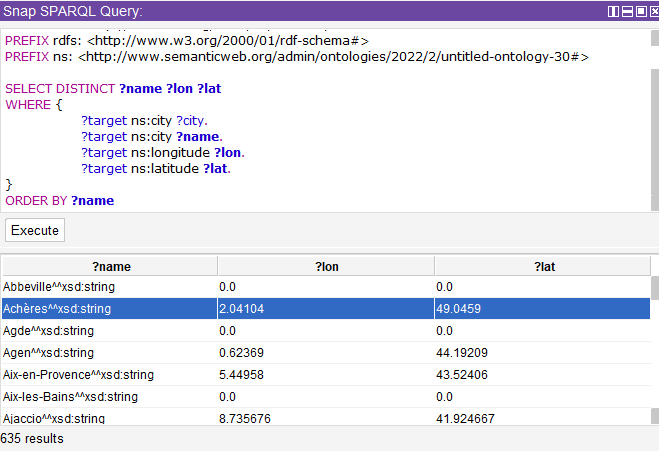 Snap SPARQL Query:
PREFIX rdfs: <http://www.w3.org/2000/01/rdf-schema#>
PREFIX ns: <http://www.semanticweb.org/admin/ontologies/2022/2/untitled-ontology-30#>
SELECT DISTINCT ?name ?lon ?lat
WHERE {
?target ns:city ?city.
?target ns:city ?name.
?target ns:longitude ?lon.
?target ns:latitude ?lat.
}
ORDER BY ?name
Execute
?name ?lon ?lat
Abbeville^^xsd:string 0.0 0.0
Achères^^xsd:string 2.04104 49.0459
Agde^^xsd:string 0.0 0.0
Agen^^xsd:string 0.62369 44.19209
Aix-en-Provence^^xsd:string 5.44958 43.52406
Aix-les-Bains^^xsd:string 0.0 0.0
Ajaccio^^xsd:string 8.735676 41.924667
635 results